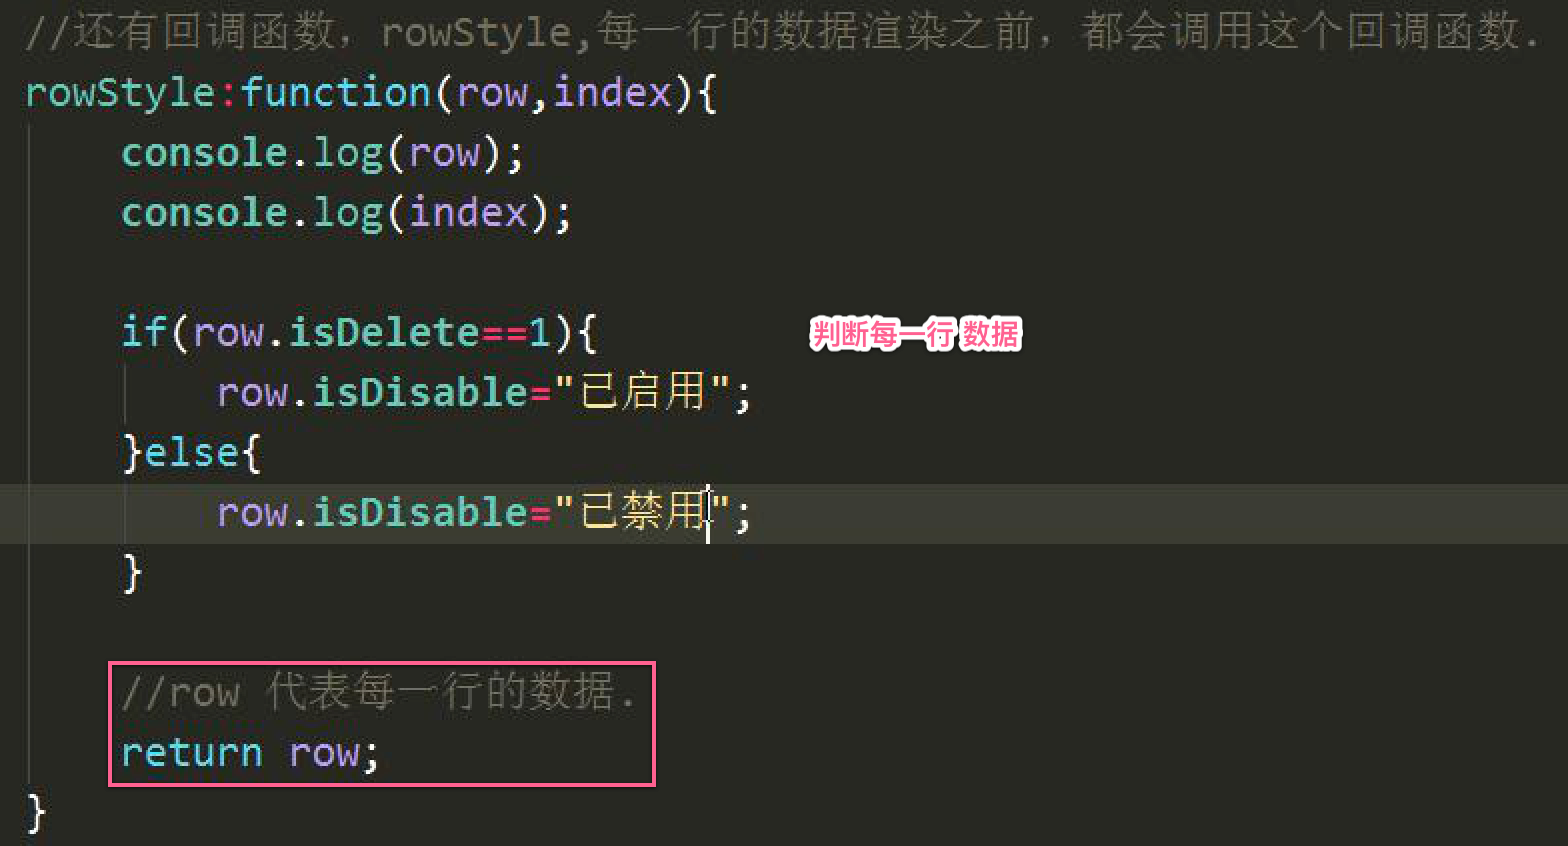 //还有回调函数，rowStyle,每一行的数据渲染之前，都会调用这个回调函数.
rowStyle:function(row,index){
console.log(row);
console.log(index);
if(row.isDelete==1){
判断每一行 数据
row.isDisable="已启用";
}else{
row.isDisable="已禁用";
}
//row 代表每一行的数据.
return row;
}